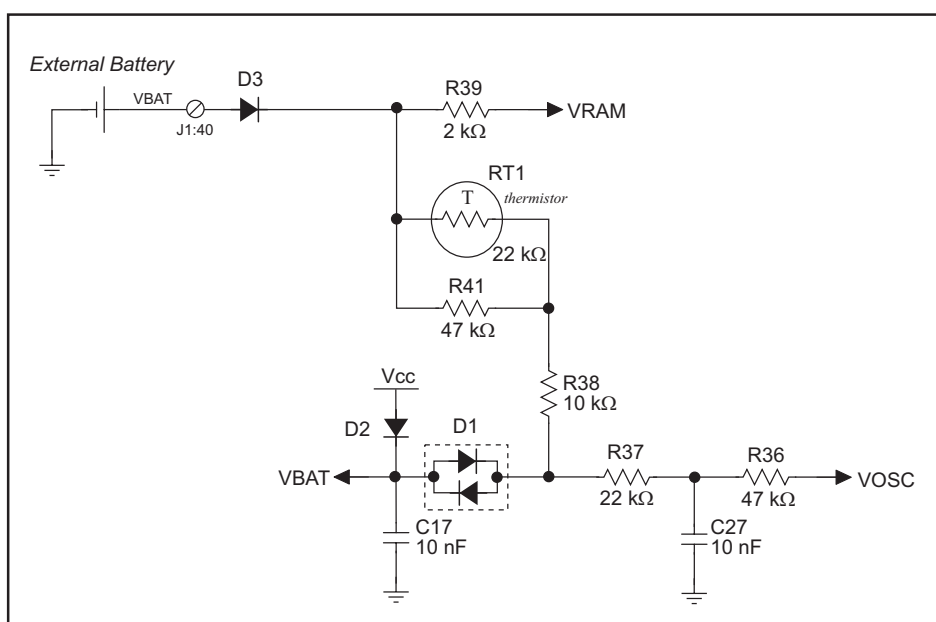 External Battery
VBAT
J1:40
D3
R39
2 kΩ
VRAM
RT1
T
thermistor
22 kΩ
R41
47 kΩ
R38
10 kΩ
Vcc
D2
D1
VBAT
R37
22 kΩ
R36
47 kΩ
VOSC
C17
10 nF
C27
10 nF